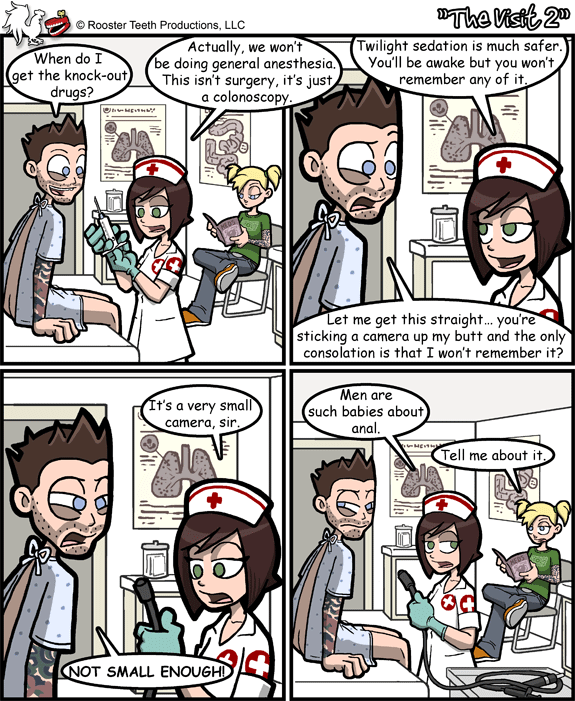 © Rooster Teeth Productions, LLC
"The Visit 2"
When do I
get the knock-out
drugs?
Actually, we won't
be doing general anesthesia.
This isn't surgery, it's just
a colonoscopy.
Twilight sedation is much safer.
You'll be awake but you won't
remember any of it.
Let me get this straight... you're
sticking a camera up my butt and the only
consolation is that I won't remember it?
It's a very small
camera, sir.
NOT SMALL ENOUGH!
Men are
such babies about
anal.
Tell me about it.